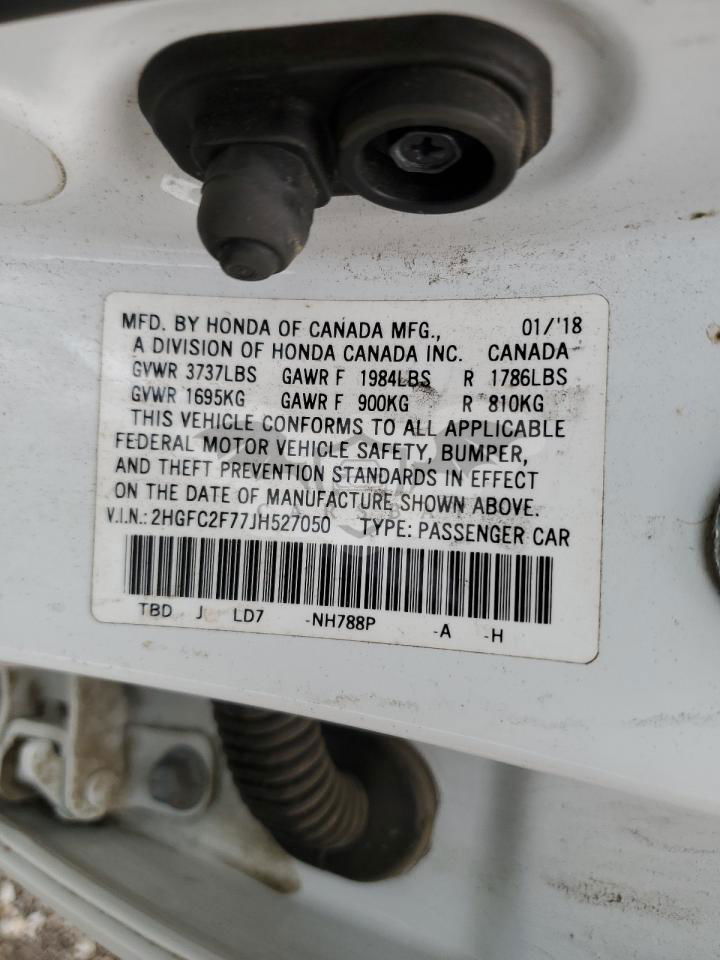 MFD. BY HONDA OF CANADA MFG., 01/'18
A DIVISION OF HONDA CANADA INC. CANADA
GVWR 3737LBS GAWR F 1984LBS R 1786LBS
GVWR 1695KG GAWR F 900KG R 810KG
THIS VEHICLE CONFORMS TO ALL APPLICABLE
FEDERAL MOTOR VEHICLE SAFETY, BUMPER,
AND THEFT PREVENTION STANDARDS IN EFFECT
ON THE DATE OF MANUFACTURE SHOWN ABOVE.
V.I.N.: 2HGFC2F77JH527050 TYPE: PASSENGER CAR
TBD J LD7 -NH788P -A -H